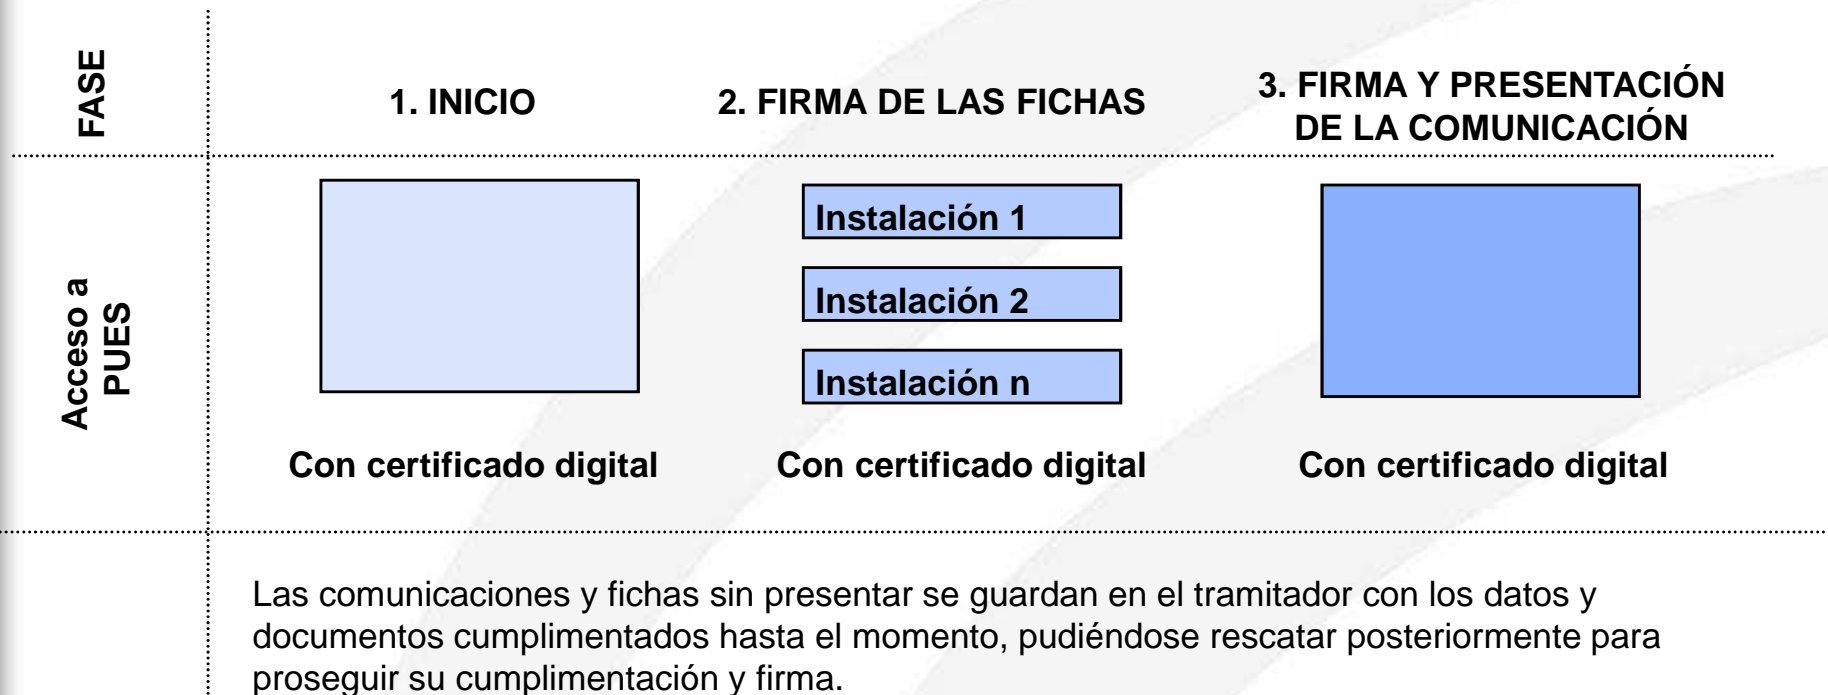 FASE
1. INICIO
2. FIRMA DE LAS FICHAS
3. FIRMA Y PRESENTACIÓN
DE LA COMUNICACIÓN
Acceso a
PUES
Instalación 1
Instalación 2
Instalación n
Con certificado digital
Con certificado digital
Con certificado digital
Las comunicaciones y fichas sin presentar se guardan en el tramitador con los datos y
documentos cumplimentados hasta el momento, pudiéndose rescatar posteriormente para
proseguir su cumplimentación y firma.